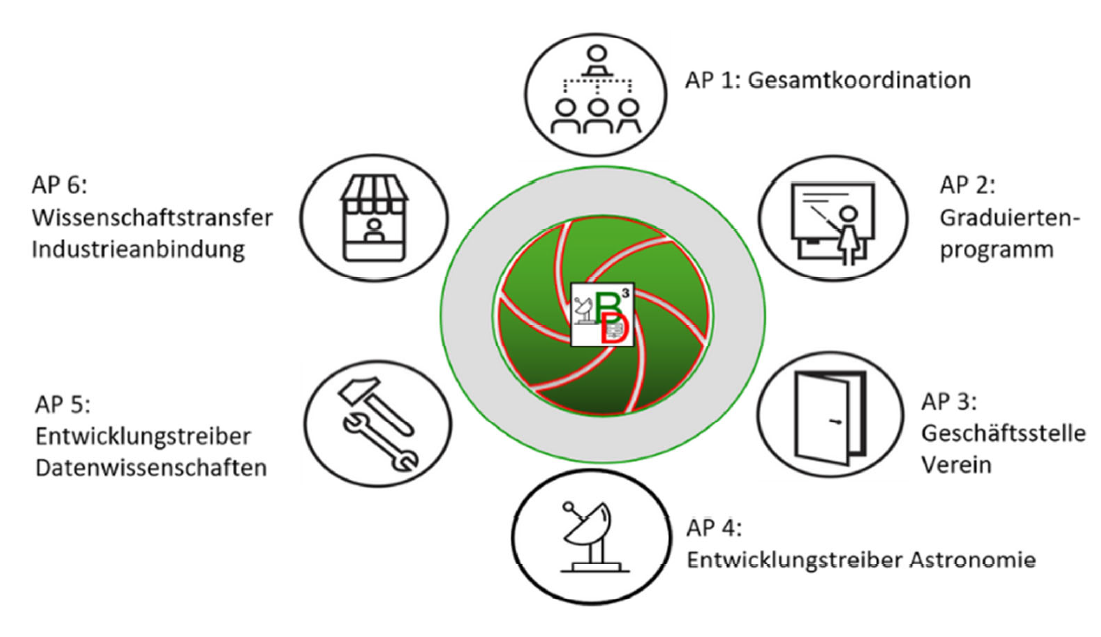 AP 1: Gesamtkoordination
AP 2:
Graduierten-
programm
AP 3:
Geschäftsstelle
Verein
AP 4:
Entwicklungstreiber Astronomie
AP 5:
Entwicklungstreiber
Datenwissenschaften
AP 6:
Wissenschaftstransfer
Industrieanbindung
B3
D